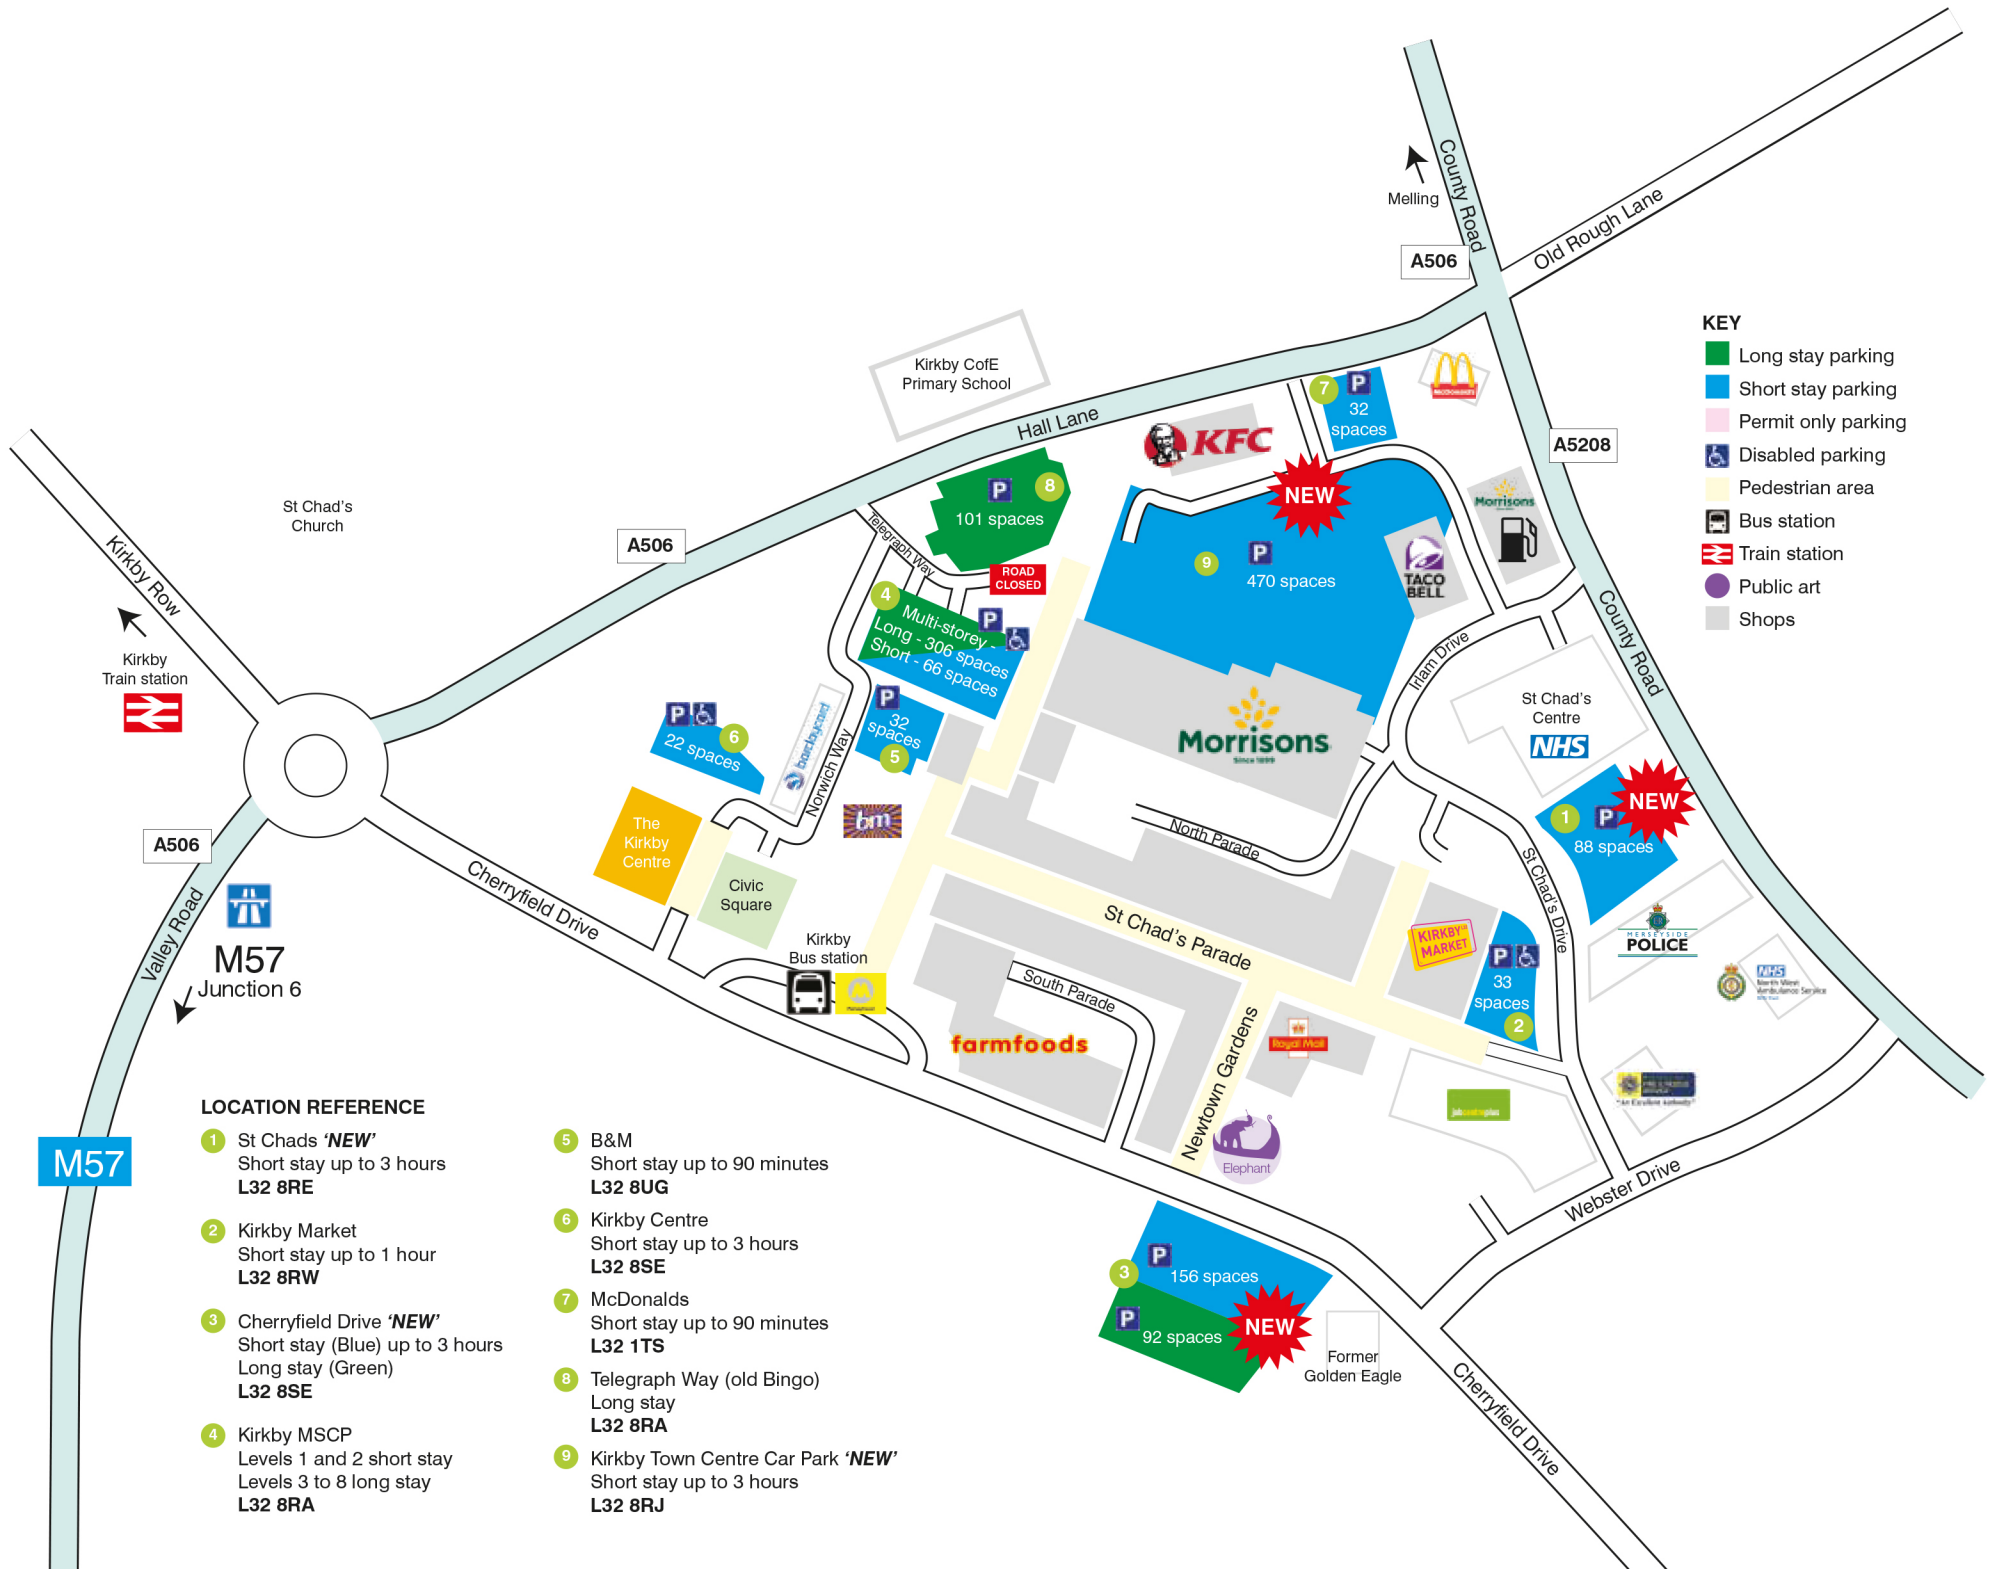 County Road
Old Rough Lane
Melling
A506
KEY
Long stay parking
Short stay parking
Permit only parking
Disabled parking
Pedestrian area
Bus station
Train station
Public art
Shops
Kirkby CofE
Primary School
Hall Lane
7
P
32
spaces
McDonald's
A5208
KFC
NEW
Morrisons
St Chad's
Church
A506
P
8
101 spaces
Telegraph Way
ROAD
CLOSED
9
P
470 spaces
TACO
BELL
Kirkby Row
Kirkby
Train station
4
P
Multi-storey -
Long - 306 spaces
Short - 66 spaces
County Road
Irlam Drive
St Chad's
Centre
NHS
P
6
22 spaces
barclaycard
P
32
spaces
5
Norwich Way
Morrisons
Since 1899
bm
North Parade
NEW
1
P
88 spaces
The
Kirkby
Centre
Civic
Square
A506
Valley Road
M57
Junction 6
Cherryfield Drive
Kirkby
Bus station
M
St Chad's Parade
South Parade
KIRKBY
MARKET
P
33
spaces
2
St Chad's Drive
MERSEYSIDE
POLICE
NHS
North West
Ambulance Service
farmfoods
Newtown Gardens
Royal Mail
jobcentreplus
Elephant
Webster Drive
M57
3
P
156 spaces
P
92 spaces
NEW
Former
Golden Eagle
Cherryfield Drive
LOCATION REFERENCE
1 St Chads ‘NEW’
Short stay up to 3 hours
L32 8RE
2 Kirkby Market
Short stay up to 1 hour
L32 8RW
3 Cherryfield Drive ‘NEW’
Short stay (Blue) up to 3 hours
Long stay (Green)
L32 8SE
4 Kirkby MSCP
Levels 1 and 2 short stay
Levels 3 to 8 long stay
L32 8RA
5 B&M
Short stay up to 90 minutes
L32 8UG
6 Kirkby Centre
Short stay up to 3 hours
L32 8SE
7 McDonalds
Short stay up to 90 minutes
L32 1TS
8 Telegraph Way (old Bingo)
Long stay
L32 8RA
9 Kirkby Town Centre Car Park ‘NEW’
Short stay up to 3 hours
L32 8RJ